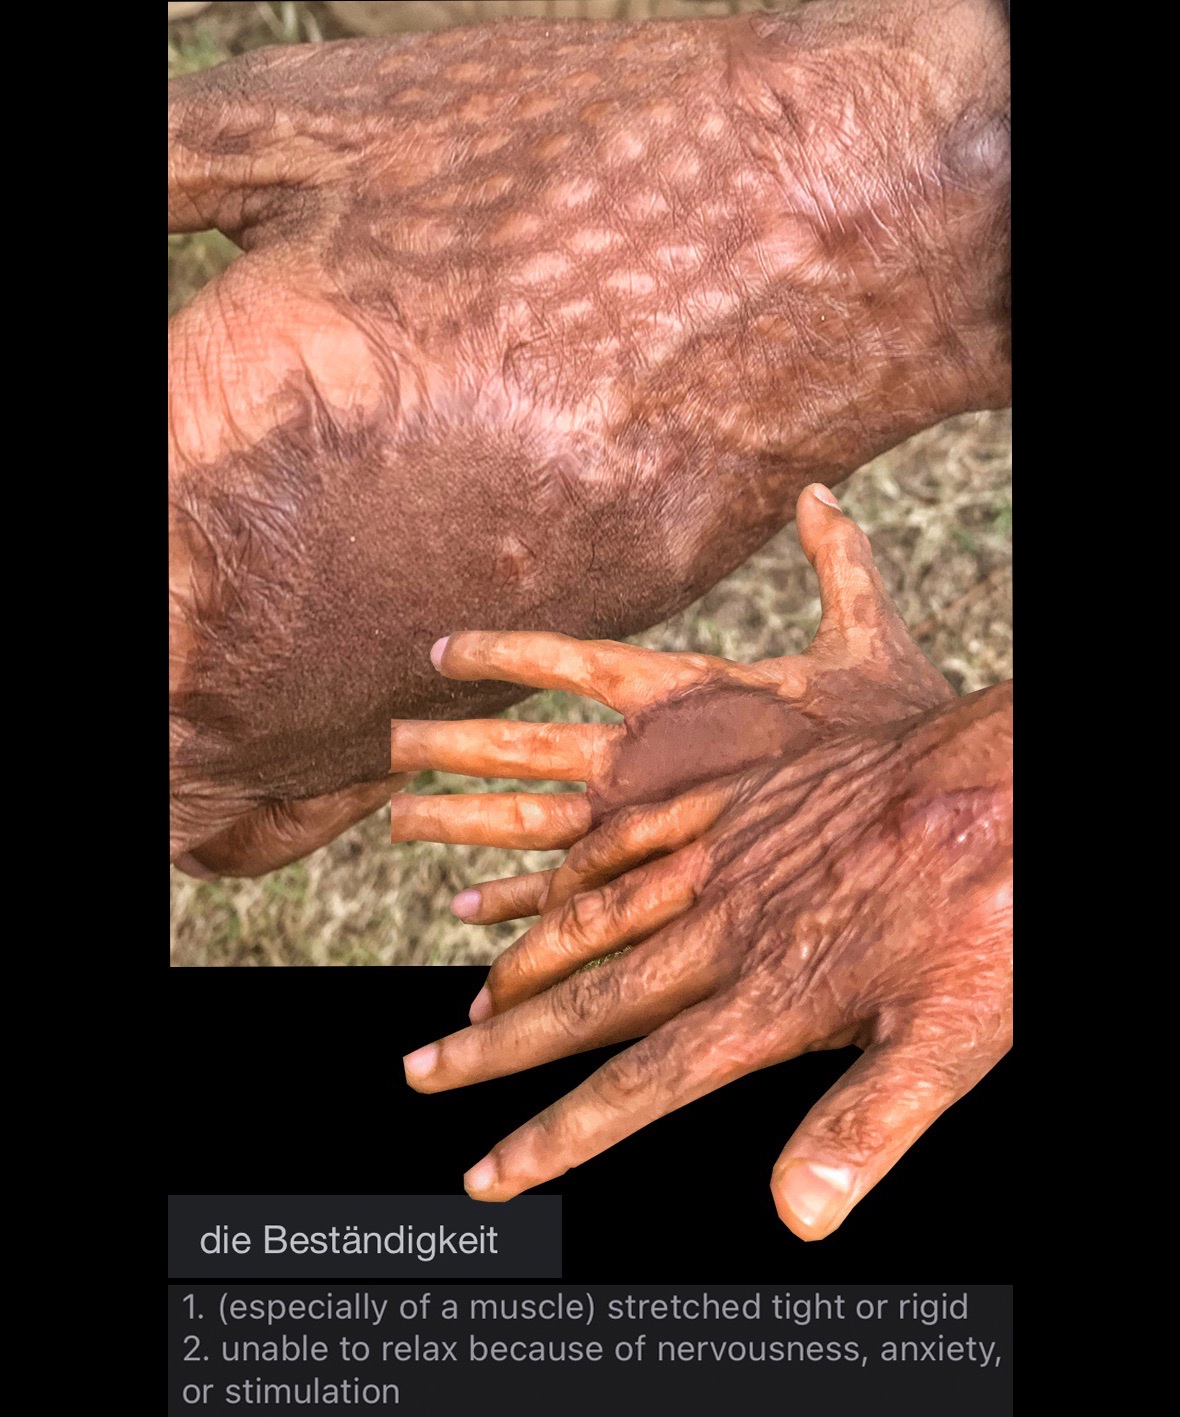 die Beständigkeit
1. (especially of a muscle) stretched tight or rigid
2. unable to relax because of nervousness, anxiety,
or stimulation